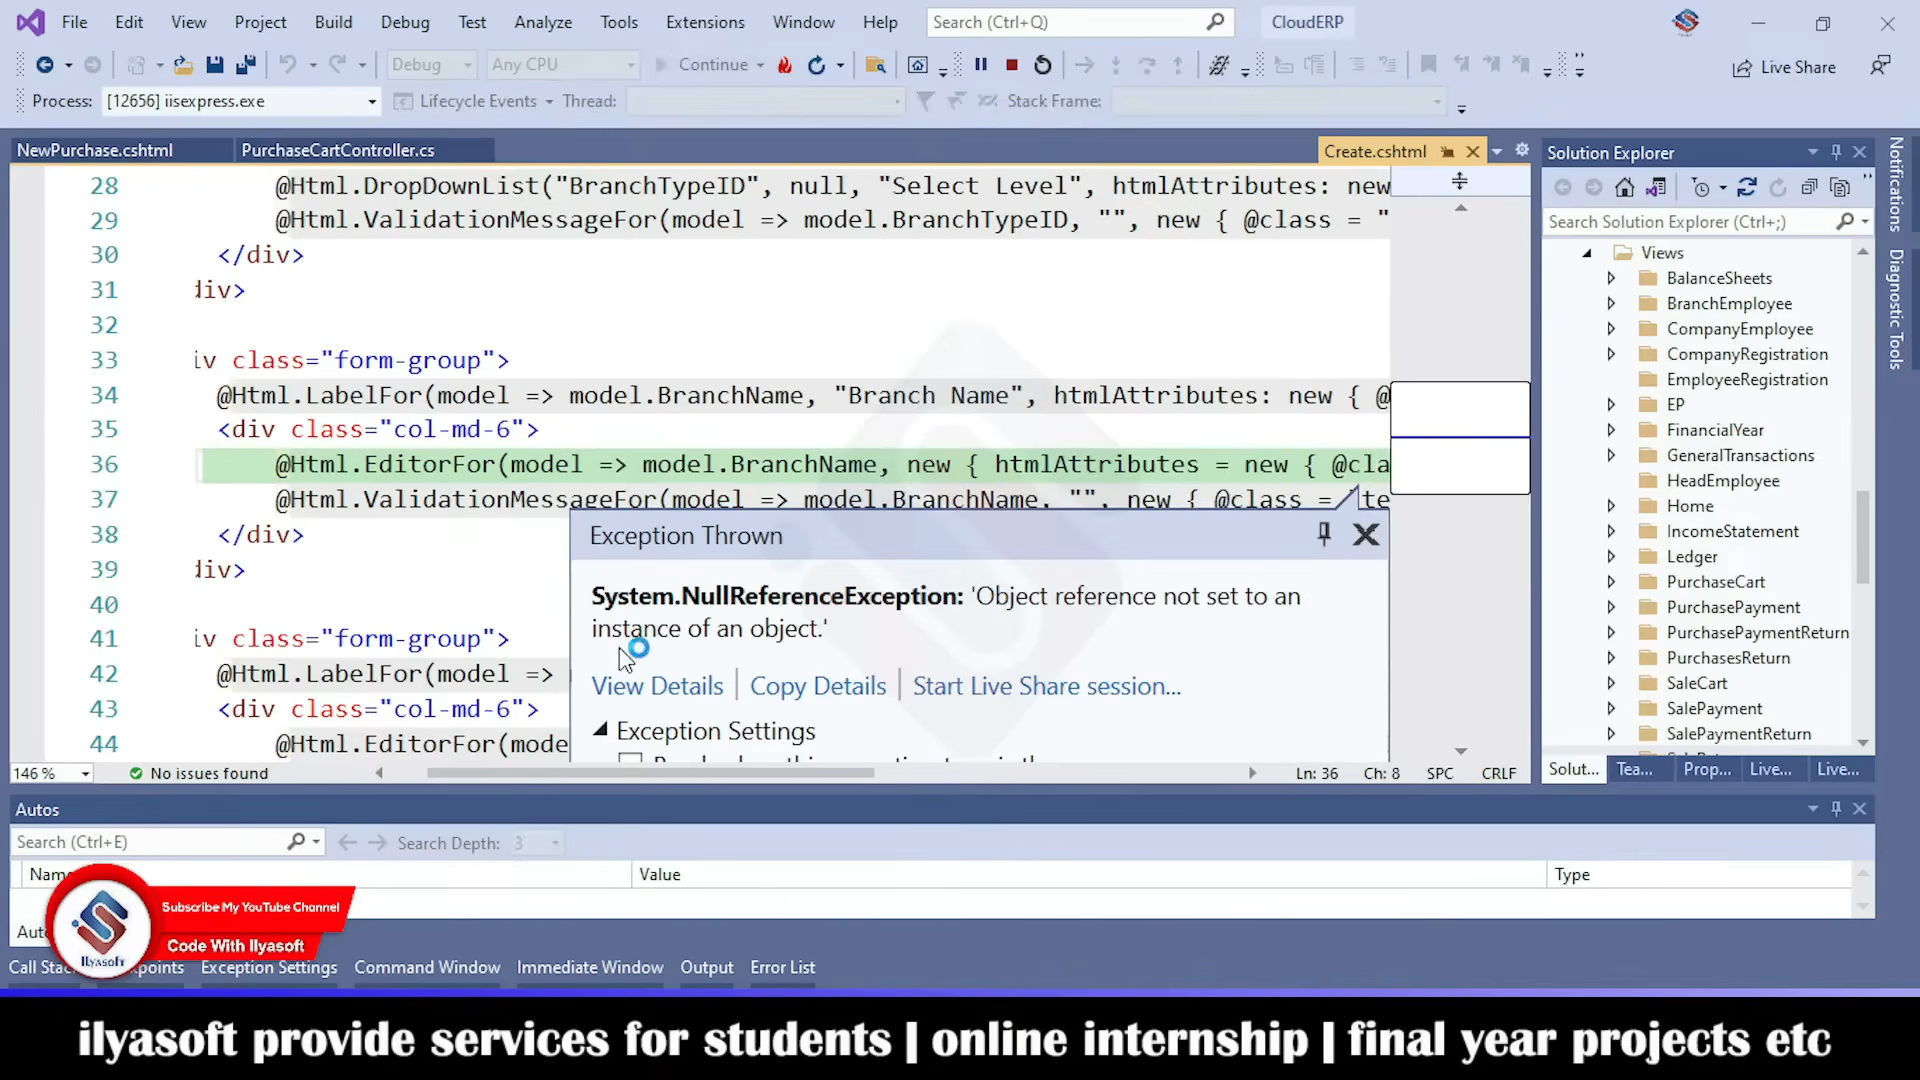 File Edit View Project Build Debug Test Analyze Tools Extensions Window Help Search (Ctrl+Q) CloudERP
Debug Any CPU Continue Live Share
Process: [12656] iisexpress.exe Lifecycle Events Thread: Stack Frame:
NewPurchase.cshtml PurchaseCartController.cs Create.cshtml
28 @Html.DropDownList("BranchTypeID", null, "Select Level", htmlAttributes: new
29 @Html.ValidationMessageFor(model => model.BranchTypeID, "", new { @class = "
30 </div>
31 div>
32
33 iv class="form-group">
34 @Html.LabelFor(model => model.BranchName, "Branch Name", htmlAttributes: new { @
35 <div class="col-md-6">
36 @Html.EditorFor(model => model.BranchName, new { htmlAttributes = new { @cla
37 @Html.ValidationMessageFor(model => model.BranchName, "", new { @class = "te
38 </div>
39 div>
40
41 iv class="form-group">
42 @Html.LabelFor(model =>
43 <div class="col-md-6">
44 @Html.EditorFor(mode
Exception Thrown
System.NullReferenceException: 'Object reference not set to an
instance of an object.'
View Details | Copy Details | Start Live Share session...
Exception Settings
146 % No issues found Ln: 36 Ch: 8 SPC CRLF
Solution Explorer
Search Solution Explorer (Ctrl+;)
Views
BalanceSheets
BranchEmployee
CompanyEmployee
CompanyRegistration
EmployeeRegistration
EP
FinancialYear
GeneralTransactions
HeadEmployee
Home
IncomeStatement
Ledger
PurchaseCart
PurchasePayment
PurchasePaymentReturn
PurchasesReturn
SaleCart
SalePayment
SalePaymentReturn
Solut... Tea... Prop... Live... Live...
Notifications
Diagnostic Tools
Autos
Search (Ctrl+E) Search Depth: 3
Name Value Type
Subscribe My YouTube Channel
Code With Ilyasoft
Ilyasoft
Aut
Call Stac points Exception Settings Command Window Immediate Window Output Error List
ilyasoft provide services for students | online internship | final year projects etc